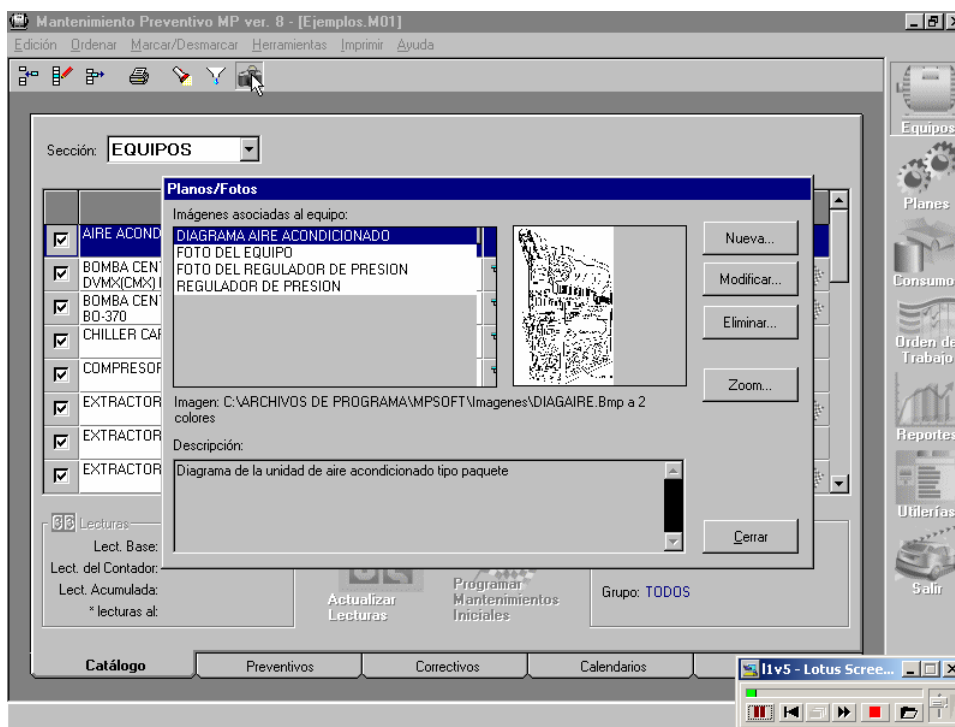 Mantenimiento Preventivo MP ver. 8 - [Ejemplos.M01]
Edición Ordenar Marcar/Desmarcar Herramientas Imprimir Ayuda
Equipos
Planes
Consumo
Orden de
Trabajo
Reportes
Utilerías
Salir
Sección: EQUIPOS
AIRE ACOND
BOMBA CEN
DVMX(CMX)
BOMBA CEN
BO-370
CHILLER CAR
COMPRESOR
EXTRACTOR
EXTRACTOR
EXTRACTOR
Planos/Fotos
Imágenes asociadas al equipo:
DIAGRAMA AIRE ACONDICIONADO
FOTO DEL EQUIPO
FOTO DEL REGULADOR DE PRESION
REGULADOR DE PRESION
Nueva...
Modificar...
Eliminar...
Zoom...
Imagen: C:\ARCHIVOS DE PROGRAMA\MPSOFT\Imagenes\DIAGAIRE.Bmp a 2
colores
Descripción:
Diagrama de la unidad de aire acondicionado tipo paquete
Cerrar
33 Lecturas
Lect. Base:
Lect. del Contador:
Lect. Acumulada:
* lecturas al:
Actualizar
Lecturas
Programar
Mantenimientos
Iniciales
Grupo: TODOS
Catálogo Preventivos Correctivos Calendarios
l1v5 - Lotus Scree...